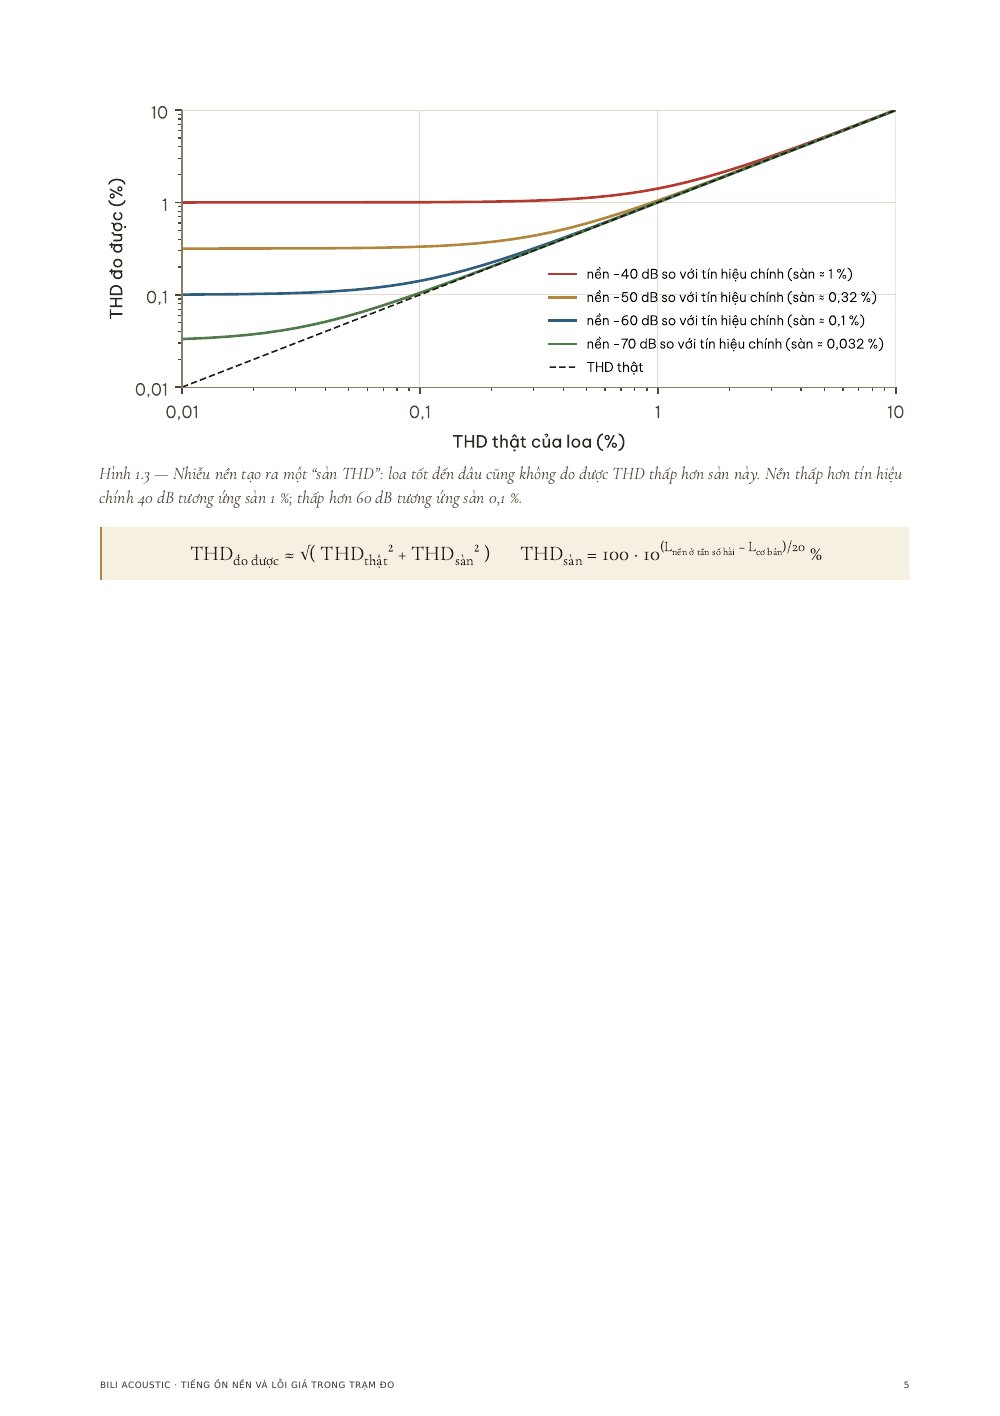 10
1
0,1
0,01
THD đo được (%)
nền −40 dB so với tín hiệu chính (sàn ≈ 1 %)
nền −50 dB so với tín hiệu chính (sàn ≈ 0,32 %)
nền −60 dB so với tín hiệu chính (sàn ≈ 0,1 %)
nền −70 dB so với tín hiệu chính (sàn ≈ 0,032 %)
THD thật
0,01 0,1 1 10
THD thật của loa (%)
Hình 1.3 — Nhiễu nền tạo ra một “sàn THD”: loa tốt đến đâu cũng không đo được THD thấp hơn sàn này. Nền thấp hơn tín hiệu
chính 40 dB tương ứng sàn 1 %; thấp hơn 60 dB tương ứng sàn 0,1 %.
THDđo được ≈ √( THDthật² + THDsàn² ) THDsàn = 100 · 10^(Lnền ở tần số hài − Lcơ bản)/20 %
BILI ACOUSTIC · TIẾNG ỒN NỀN VÀ LỖI GIẢ TRONG TRẠM ĐO 5